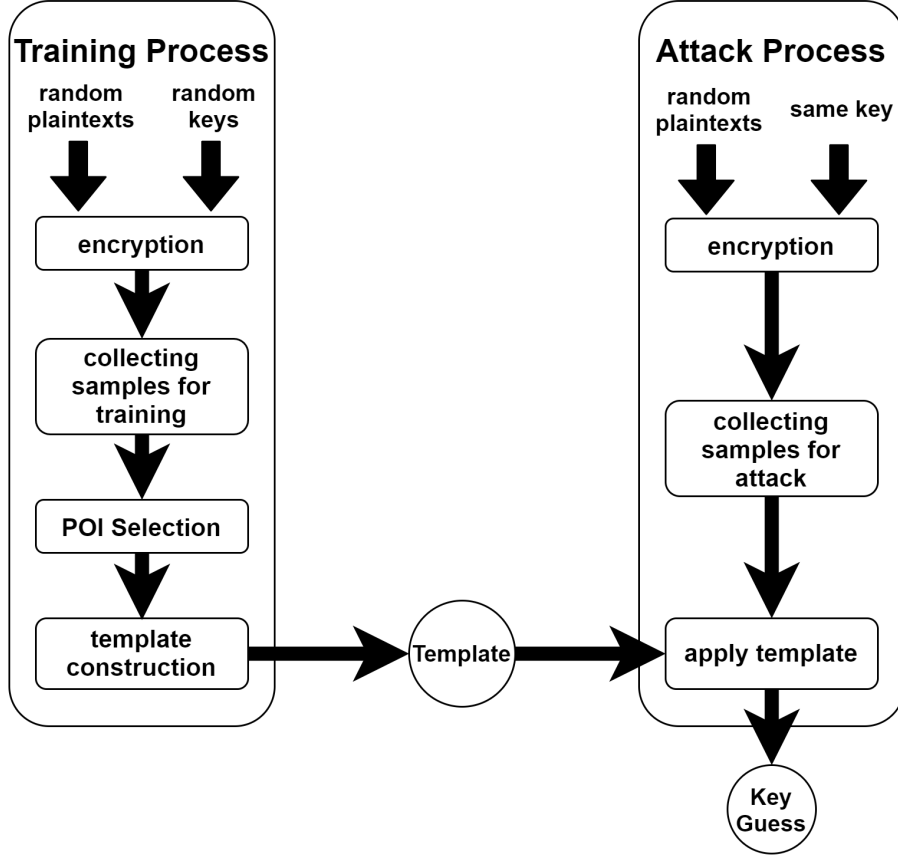 Training Process
random
plaintexts
random
keys
encryption
collecting
samples for
training
POI Selection
template
construction
Template
Attack Process
random
plaintexts
same key
encryption
collecting
samples for
attack
apply template
Key
Guess